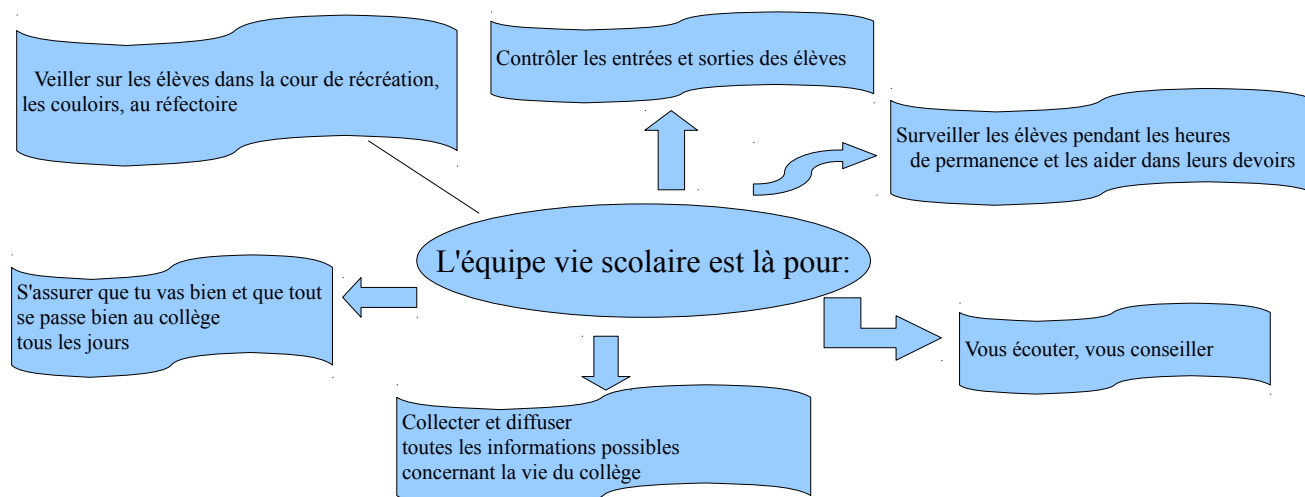 Veiller sur les élèves dans la cour de récréation,
les couloirs, au réfectoire
Contrôler les entrées et sorties des élèves
Surveiller les élèves pendant les heures
de permanence et les aider dans leurs devoirs
L'équipe vie scolaire est là pour:
S'assurer que tu vas bien et que tout
se passe bien au collège
tous les jours
Vous écouter, vous conseiller
Collecter et diffuser
toutes les informations possibles
concernant la vie du collège